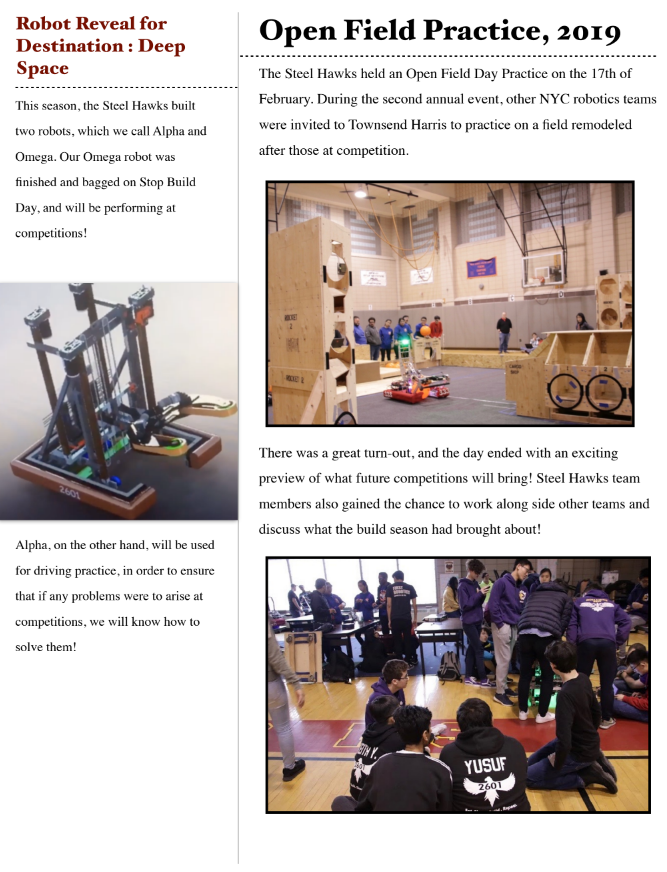 Robot Reveal for
Destination : Deep
Space
This season, the Steel Hawks built
two robots, which we call Alpha and
Omega. Our Omega robot was
finished and bagged on Stop Build
Day, and will be performing at
competitions!
2601
Alpha, on the other hand, will be used
for driving practice, in order to ensure
that if any problems were to arise at
competitions, we will know how to
solve them!
Open Field Practice, 2019
The Steel Hawks held an Open Field Day Practice on the 17th of
February. During the second annual event, other NYC robotics teams
were invited to Townsend Harris to practice on a field remodeled
after those at competition.
ROCKET
ROCKET
There was a great turn-out, and the day ended with an exciting
preview of what future competitions will bring! Steel Hawks team
members also gained the chance to work along side other teams and
discuss what the build season had brought about!
YUSUF
2601